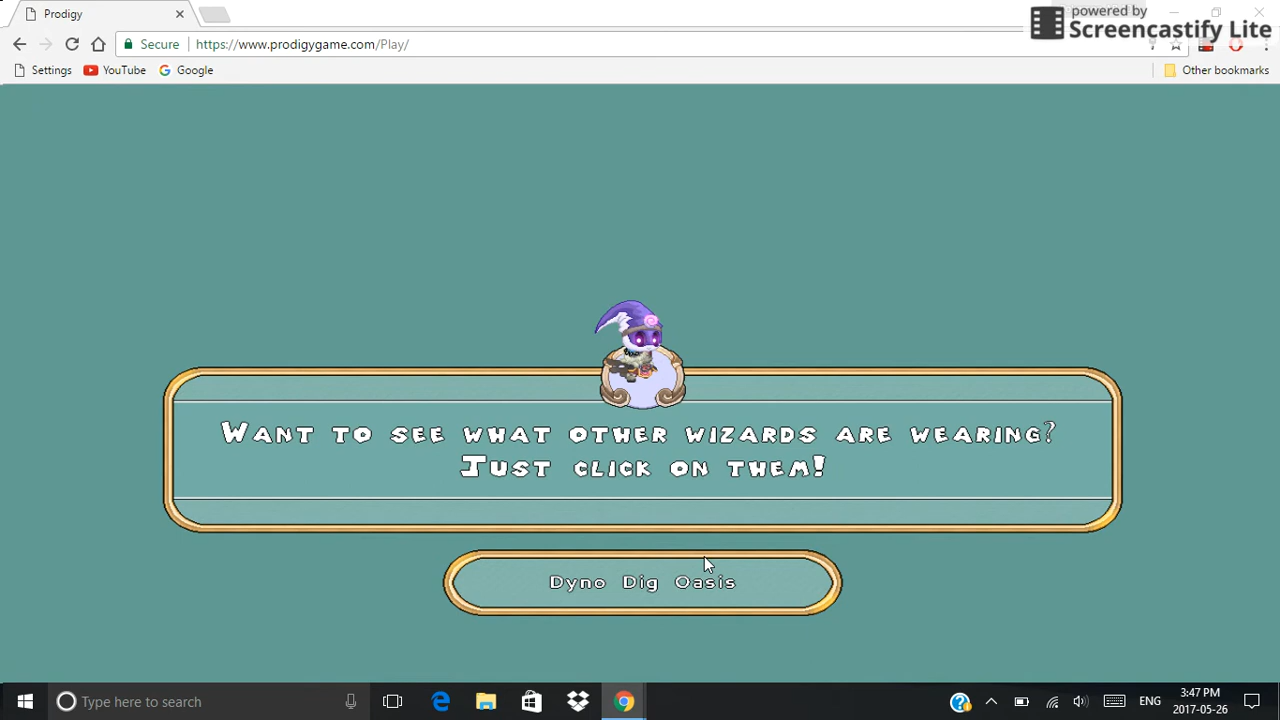 Prodigy
powered by
Screencastify Lite
Secure
https://www.prodigygame.com/Play/
Settings
YouTube
Google
Other bookmarks
WANT TO SEE WHAT OTHER WIZARDS ARE WEARING?
JUST CLICK ON THEM!
Dyno Dig Oasis
Type here to search
ENG
3:47 PM
2017-05-26